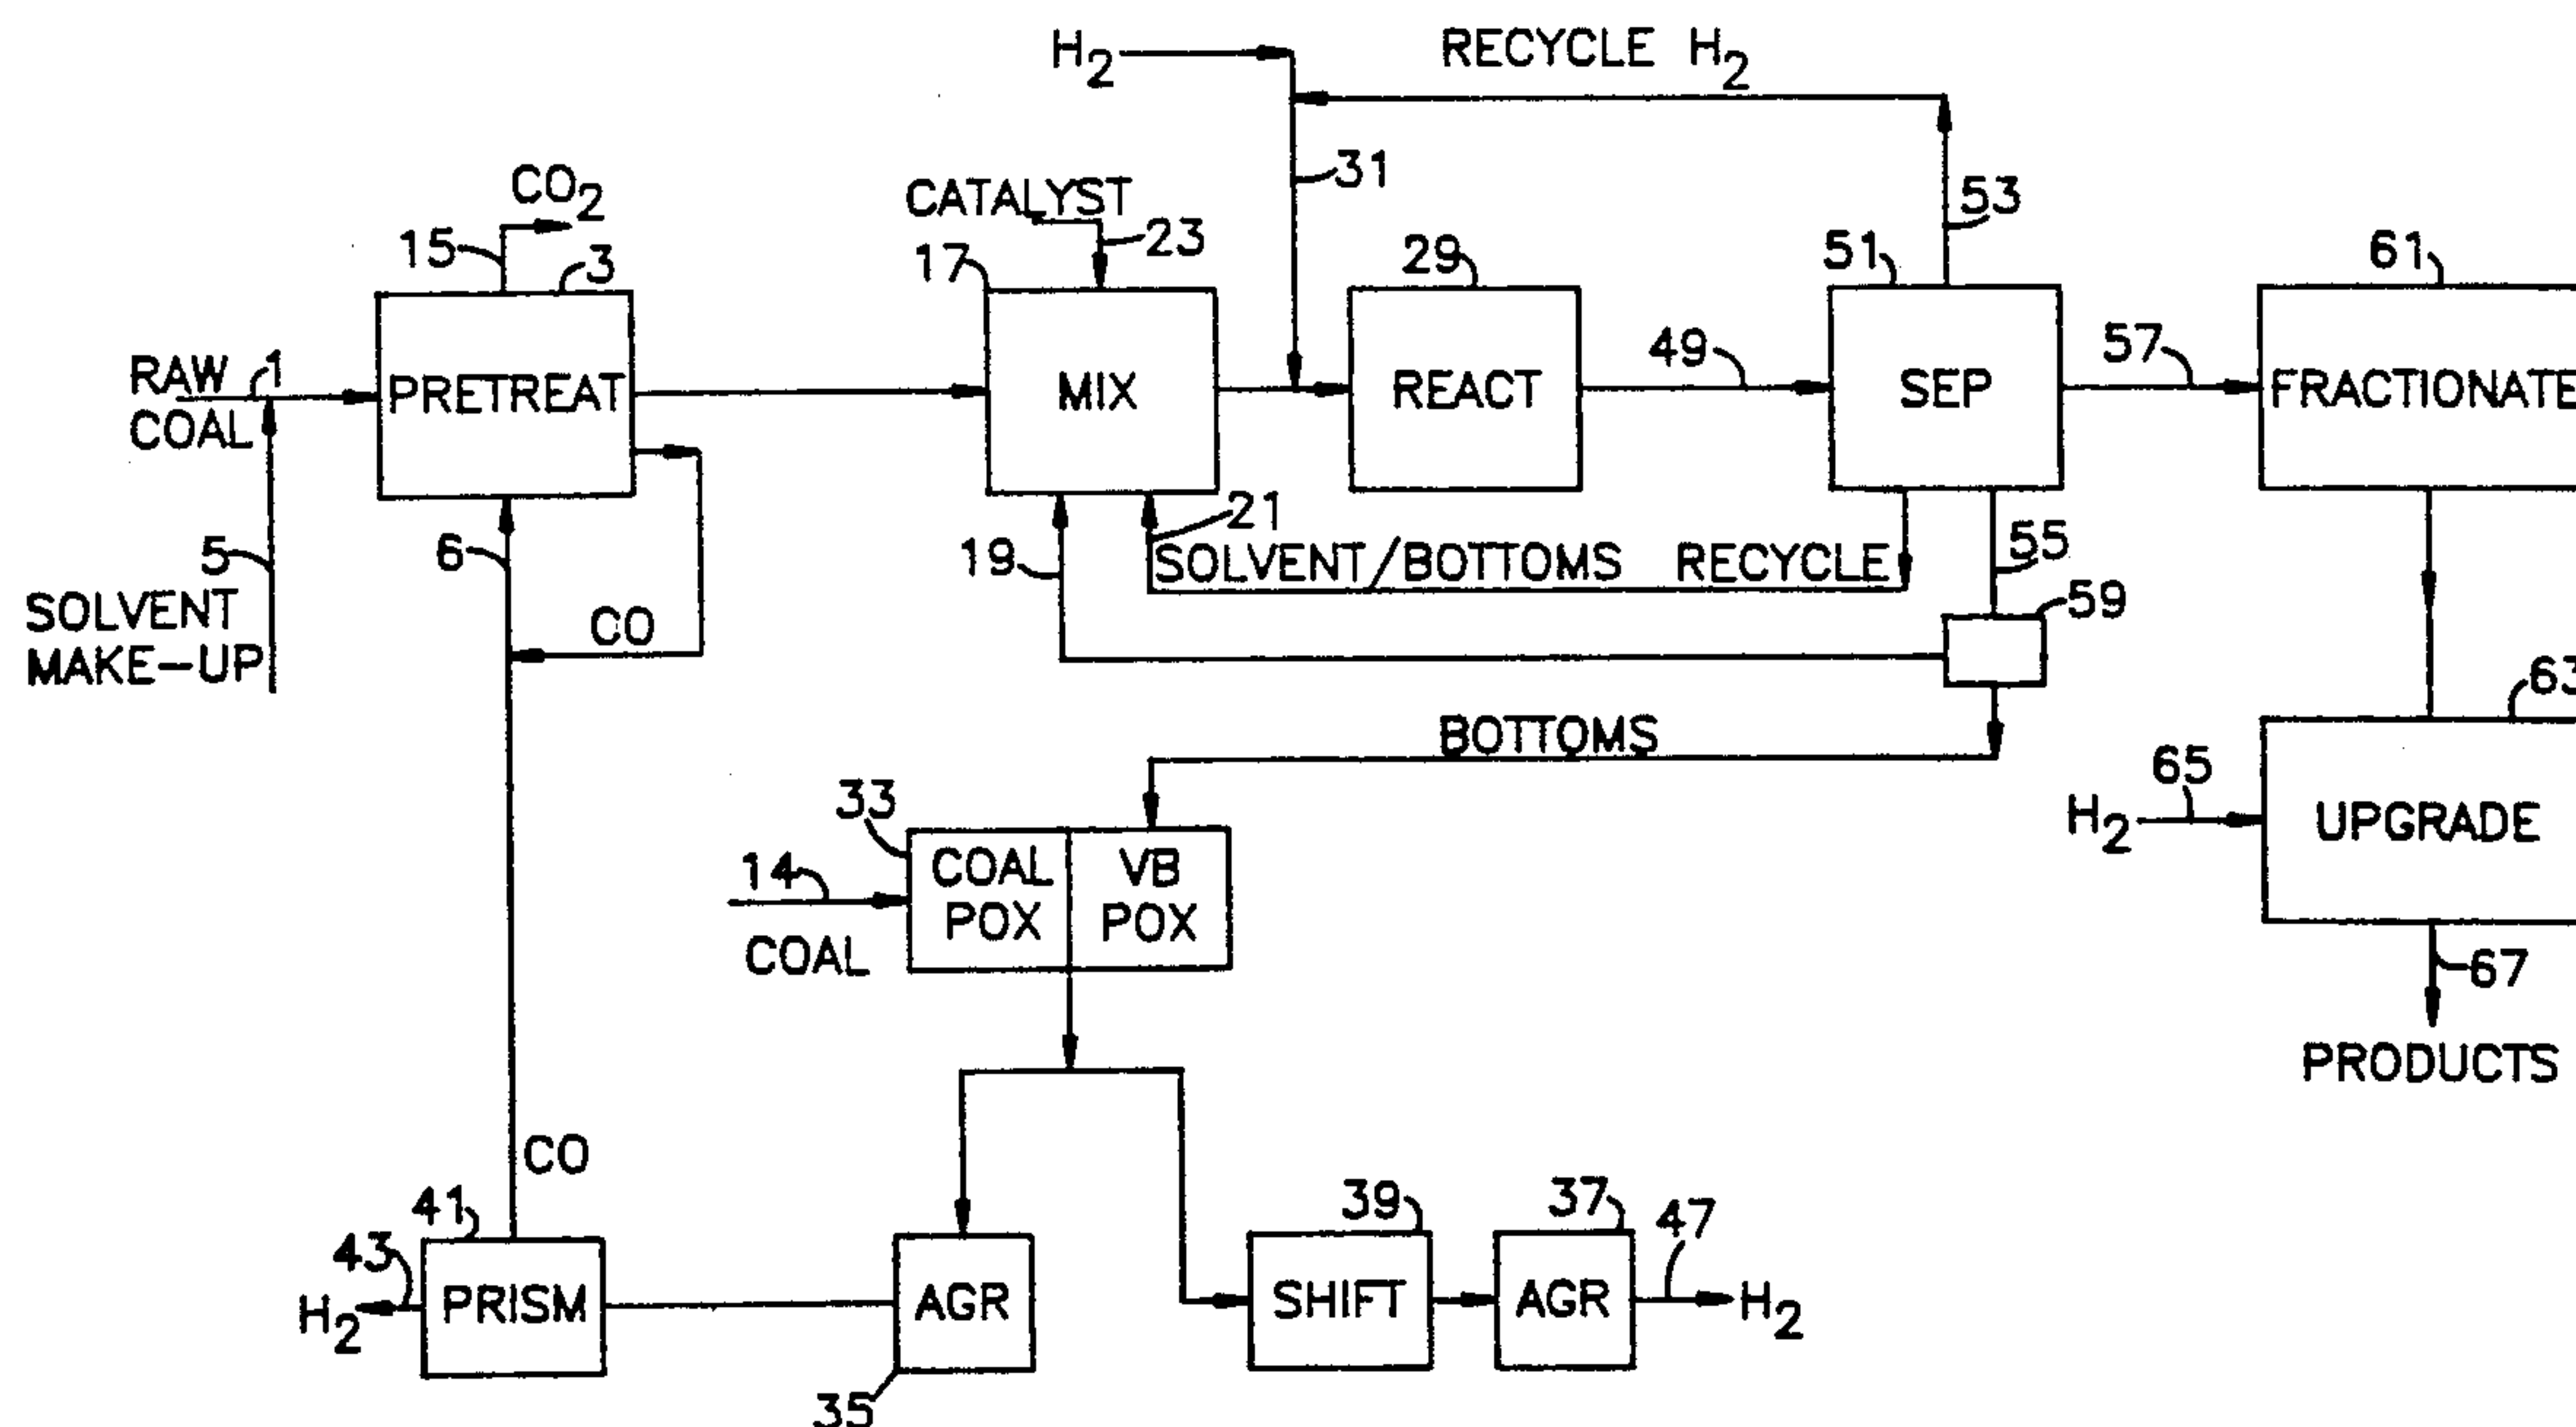 H2
RECYCLE H2
31
CO2
CATALYST
53
15
3
17
23
29
51
61
RAW
COAL
1
PRETREAT
MIX
REACT
49
SEP
57
FRACTIONATE
5
6
19
21
SOLVENT/BOTTOMS RECYCLE
55
59
SOLVENT
MAKE-UP
CO
63
BOTTOMS
65
33
14
COAL
POX
VB
POX
H2
UPGRADE
COAL
67
PRODUCTS
CO
41
43
H2
PRISM
AGR
35
39
SHIFT
37
AGR
47
H2